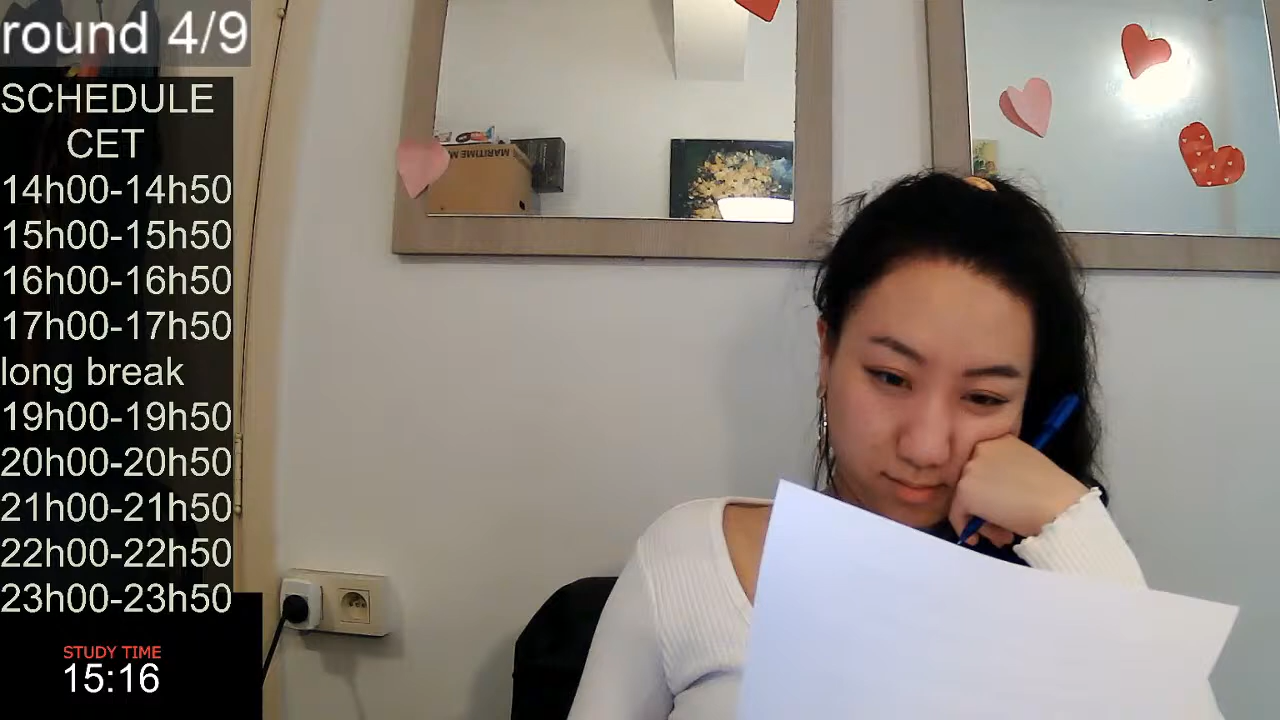 round 4/9
SCHEDULE
CET
14h00-14h50
15h00-15h50
16h00-16h50
17h00-17h50
long break
19h00-19h50
20h00-20h50
21h00-21h50
22h00-22h50
23h00-23h50
STUDY TIME
15:16
MARITIME M